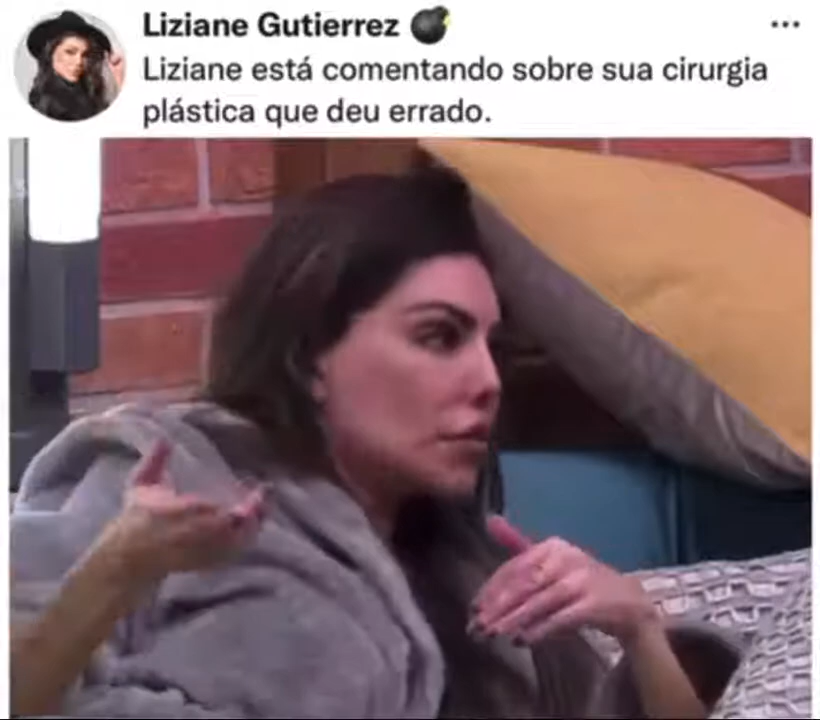 Liziane Gutierrez 💣
Liziane está comentando sobre sua cirurgia
plástica que deu errado.